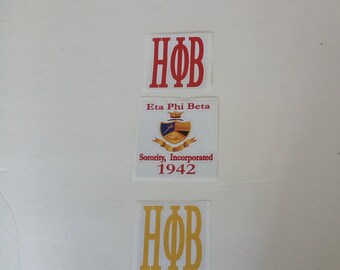 ΗΦΒ
Eta Phi Beta
Sorority, Incorporated
1942
ΗΦΒ